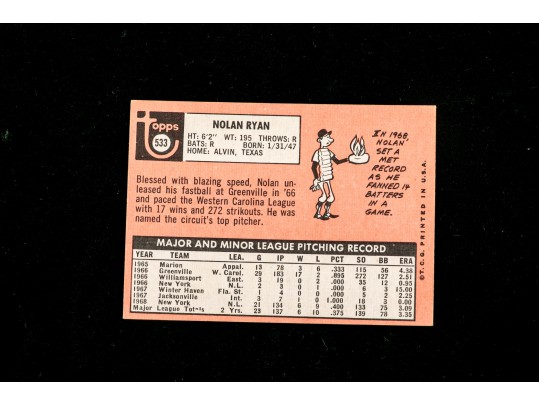 topps
533
NOLAN RYAN
HT: 6'2" WT: 195 THROWS: R
BATS: R BORN: 1/31/47
HOME: ALVIN, TEXAS
Blessed with blazing speed, Nolan un-
leased his fastball at Greenville in '66
and paced the Western Carolina League
with 17 wins and 272 strikouts. He was
named the circuit's top pitcher.
IN 1968,
NOLAN
SET A
MET
RECORD
AS HE
FANNED 14
BATTERS
IN A
GAME.
MAJOR AND MINOR LEAGUE PITCHING RECORD
YEAR TEAM LEA. G IP W L PCT SO BB ERA
1965 Marion Appal. 13 78 3 6 .333 115 56 4.38
1966 Greenville W. Carol. 29 183 17 2 .895 272 127 2.51
1966 Williamsport East. 3 19 0 2 .000 35 12 0.95
1966 New York N.L. 2 3 0 1 .000 6 3 15.00
1967 Winter Haven Fla. St. 1 4 0 0 .000 5 2 2.25
1967 Jacksonville Int. 3 7 1 0 1.000 18 3 0.00
1968 New York N.L. 21 134 6 9 .400 133 75 3.09
Major League Tot'ls 2 Yrs. 23 137 6 10 .375 139 78 3.35
©T.C.G. PRINTED IN U.S.A.